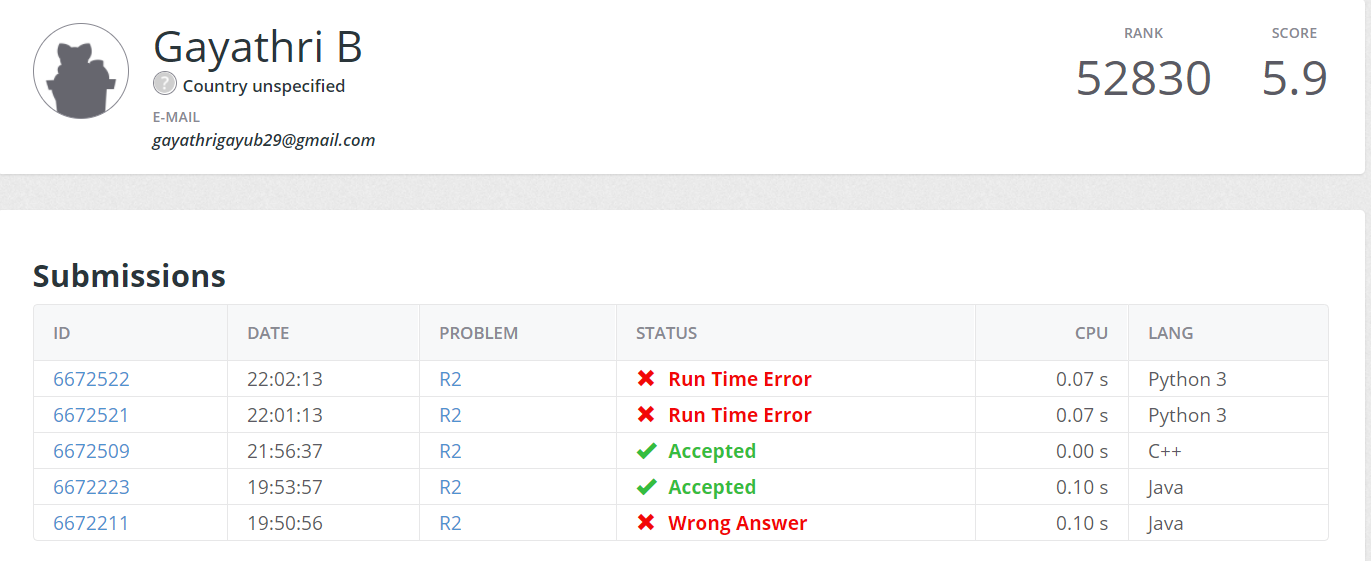 Gayathri B
? Country unspecified
E-MAIL
gayathrigayub29@gmail.com
RANK SCORE
52830 5.9
Submissions
ID DATE PROBLEM STATUS CPU LANG
6672522 22:02:13 R2 Run Time Error 0.07 s Python 3
6672521 22:01:13 R2 Run Time Error 0.07 s Python 3
6672509 21:56:37 R2 Accepted 0.00 s C++
6672223 19:53:57 R2 Accepted 0.10 s Java
6672211 19:50:56 R2 Wrong Answer 0.10 s Java